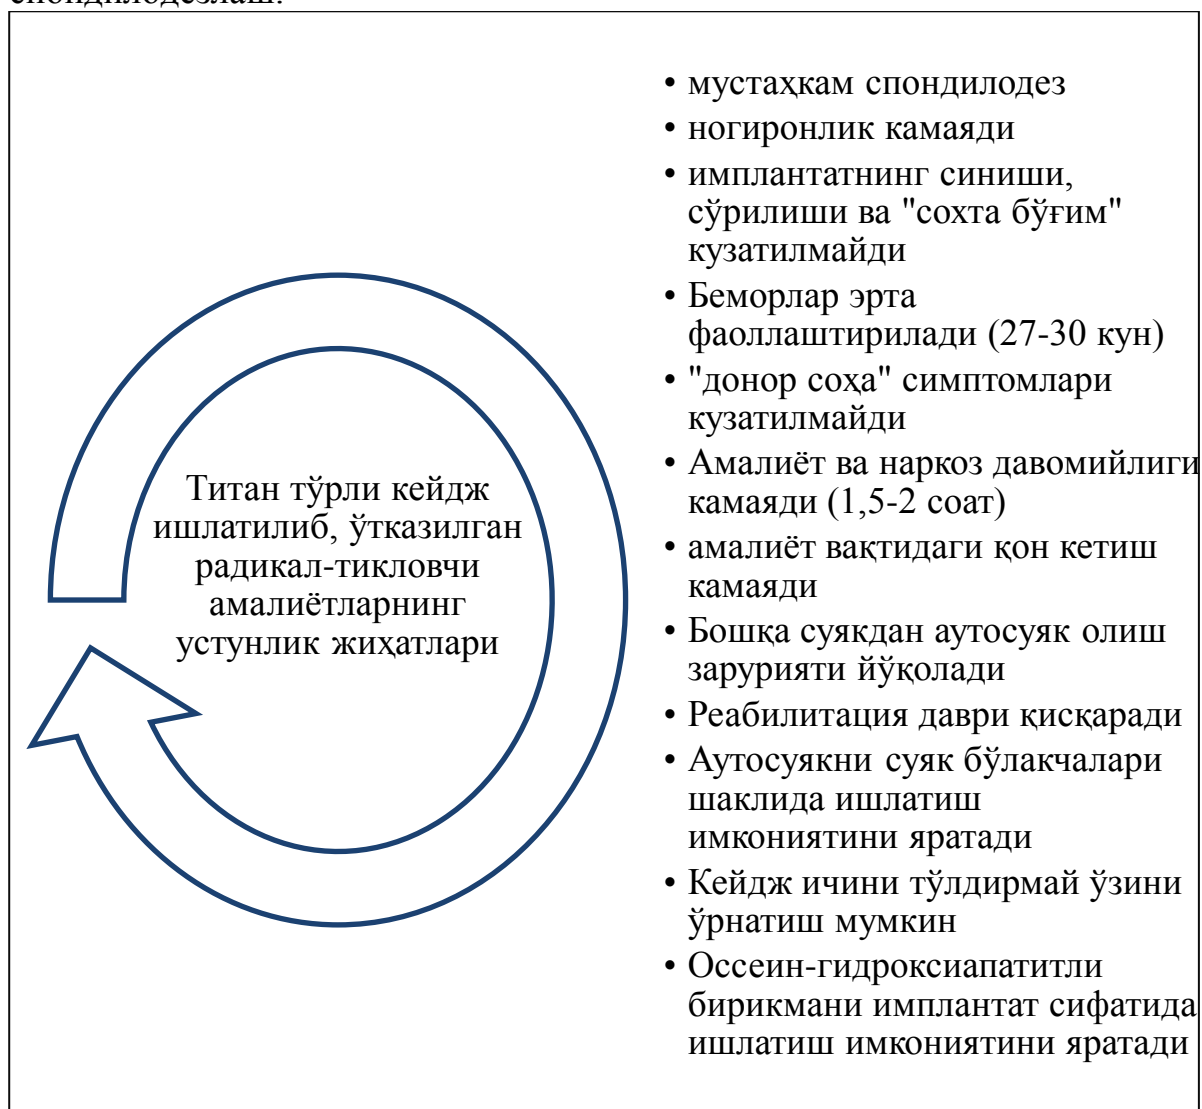 спондилодезлаш.
Титан тўрли кейдж
ишлатилиб, ўтказилган
радикал-тикловчи
амалиётларнинг
устунлик жиҳатлари
• мустаҳкам спондилодез
• ногиронлик камаяди
• имплантатнинг синиши,
сўрилиши ва "сохта бўғим"
кузатилмайди
• Беморлар эрта
фаоллаштирилади (27-30 кун)
• "донор соҳа" симптомлари
кузатилмайди
• Амалиёт ва наркоз давомийлиги
камаяди (1,5-2 соат)
• амалиёт вақтидаги қон кетиш
камаяди
• Бошқа суякдан аутосуяк олиш
зарурияти йўқолади
• Реабилитация даври қисқаради
• Аутосуякни суяк бўлакчалари
шаклида ишлатиш
имкониятини яратади
• Кейдж ичини тўлдирмай ўзини
ўрнатиш мумкин
• Оссеин-гидроксиапатитли
бирикмани имплантат сифатида
ишлатиш имкониятини яратади